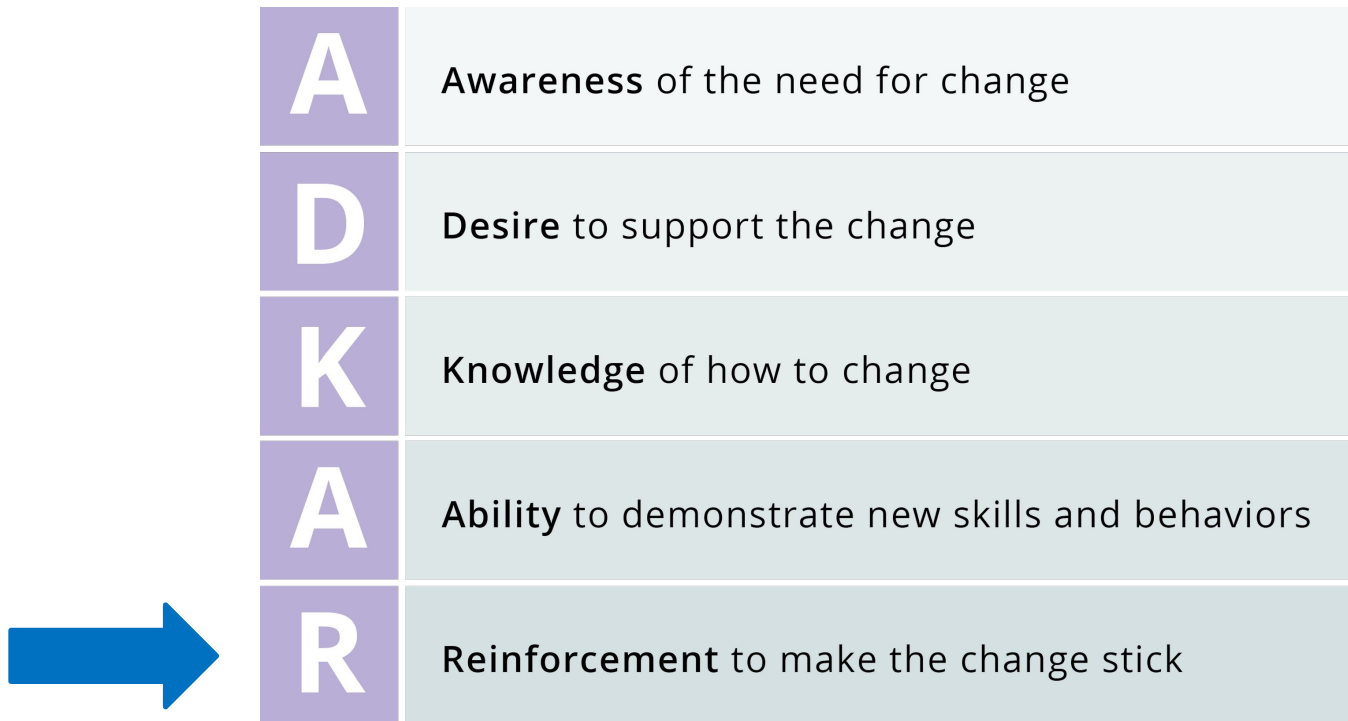 A
Awareness of the need for change
D
Desire to support the change
K
Knowledge of how to change
A
Ability to demonstrate new skills and behaviors
R
Reinforcement to make the change stick